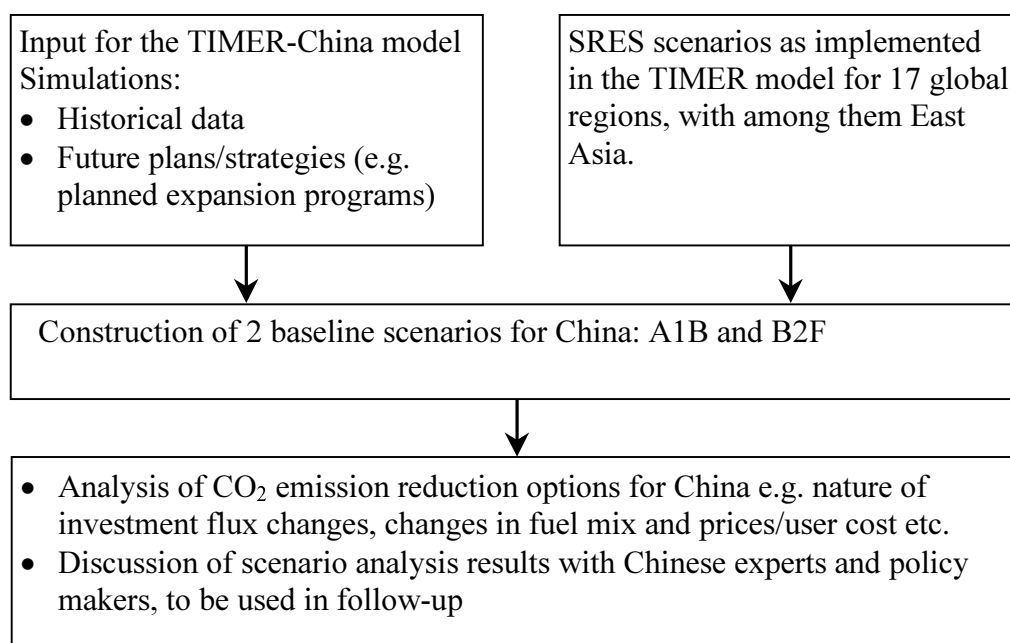 Input for the TIMER-China model
Simulations:
• Historical data
• Future plans/strategies (e.g.
planned expansion programs)
SRES scenarios as implemented
in the TIMER model for 17 global
regions, with among them East
Asia.
Construction of 2 baseline scenarios for China: A1B and B2F
• Analysis of CO₂ emission reduction options for China e.g. nature of
investment flux changes, changes in fuel mix and prices/user cost etc.
• Discussion of scenario analysis results with Chinese experts and policy
makers, to be used in follow-up